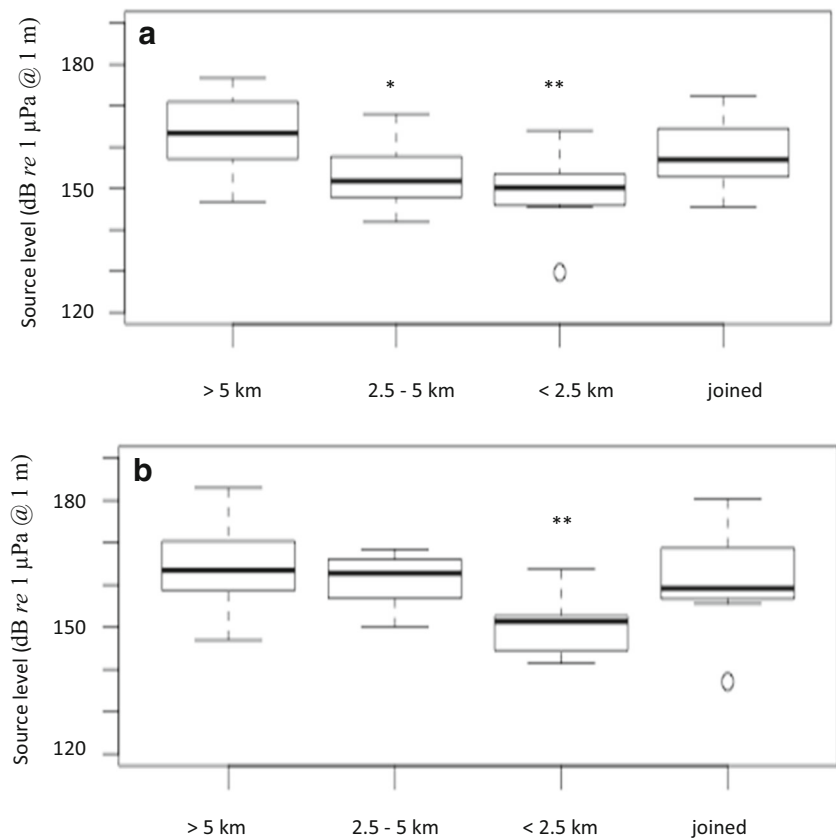 a
Source level (dB re 1 μPa @ 1 m)
180
150
120
*
**
> 5 km
2.5 - 5 km
< 2.5 km
joined
b
Source level (dB re 1 μPa @ 1 m)
180
150
120
**
> 5 km
2.5 - 5 km
< 2.5 km
joined